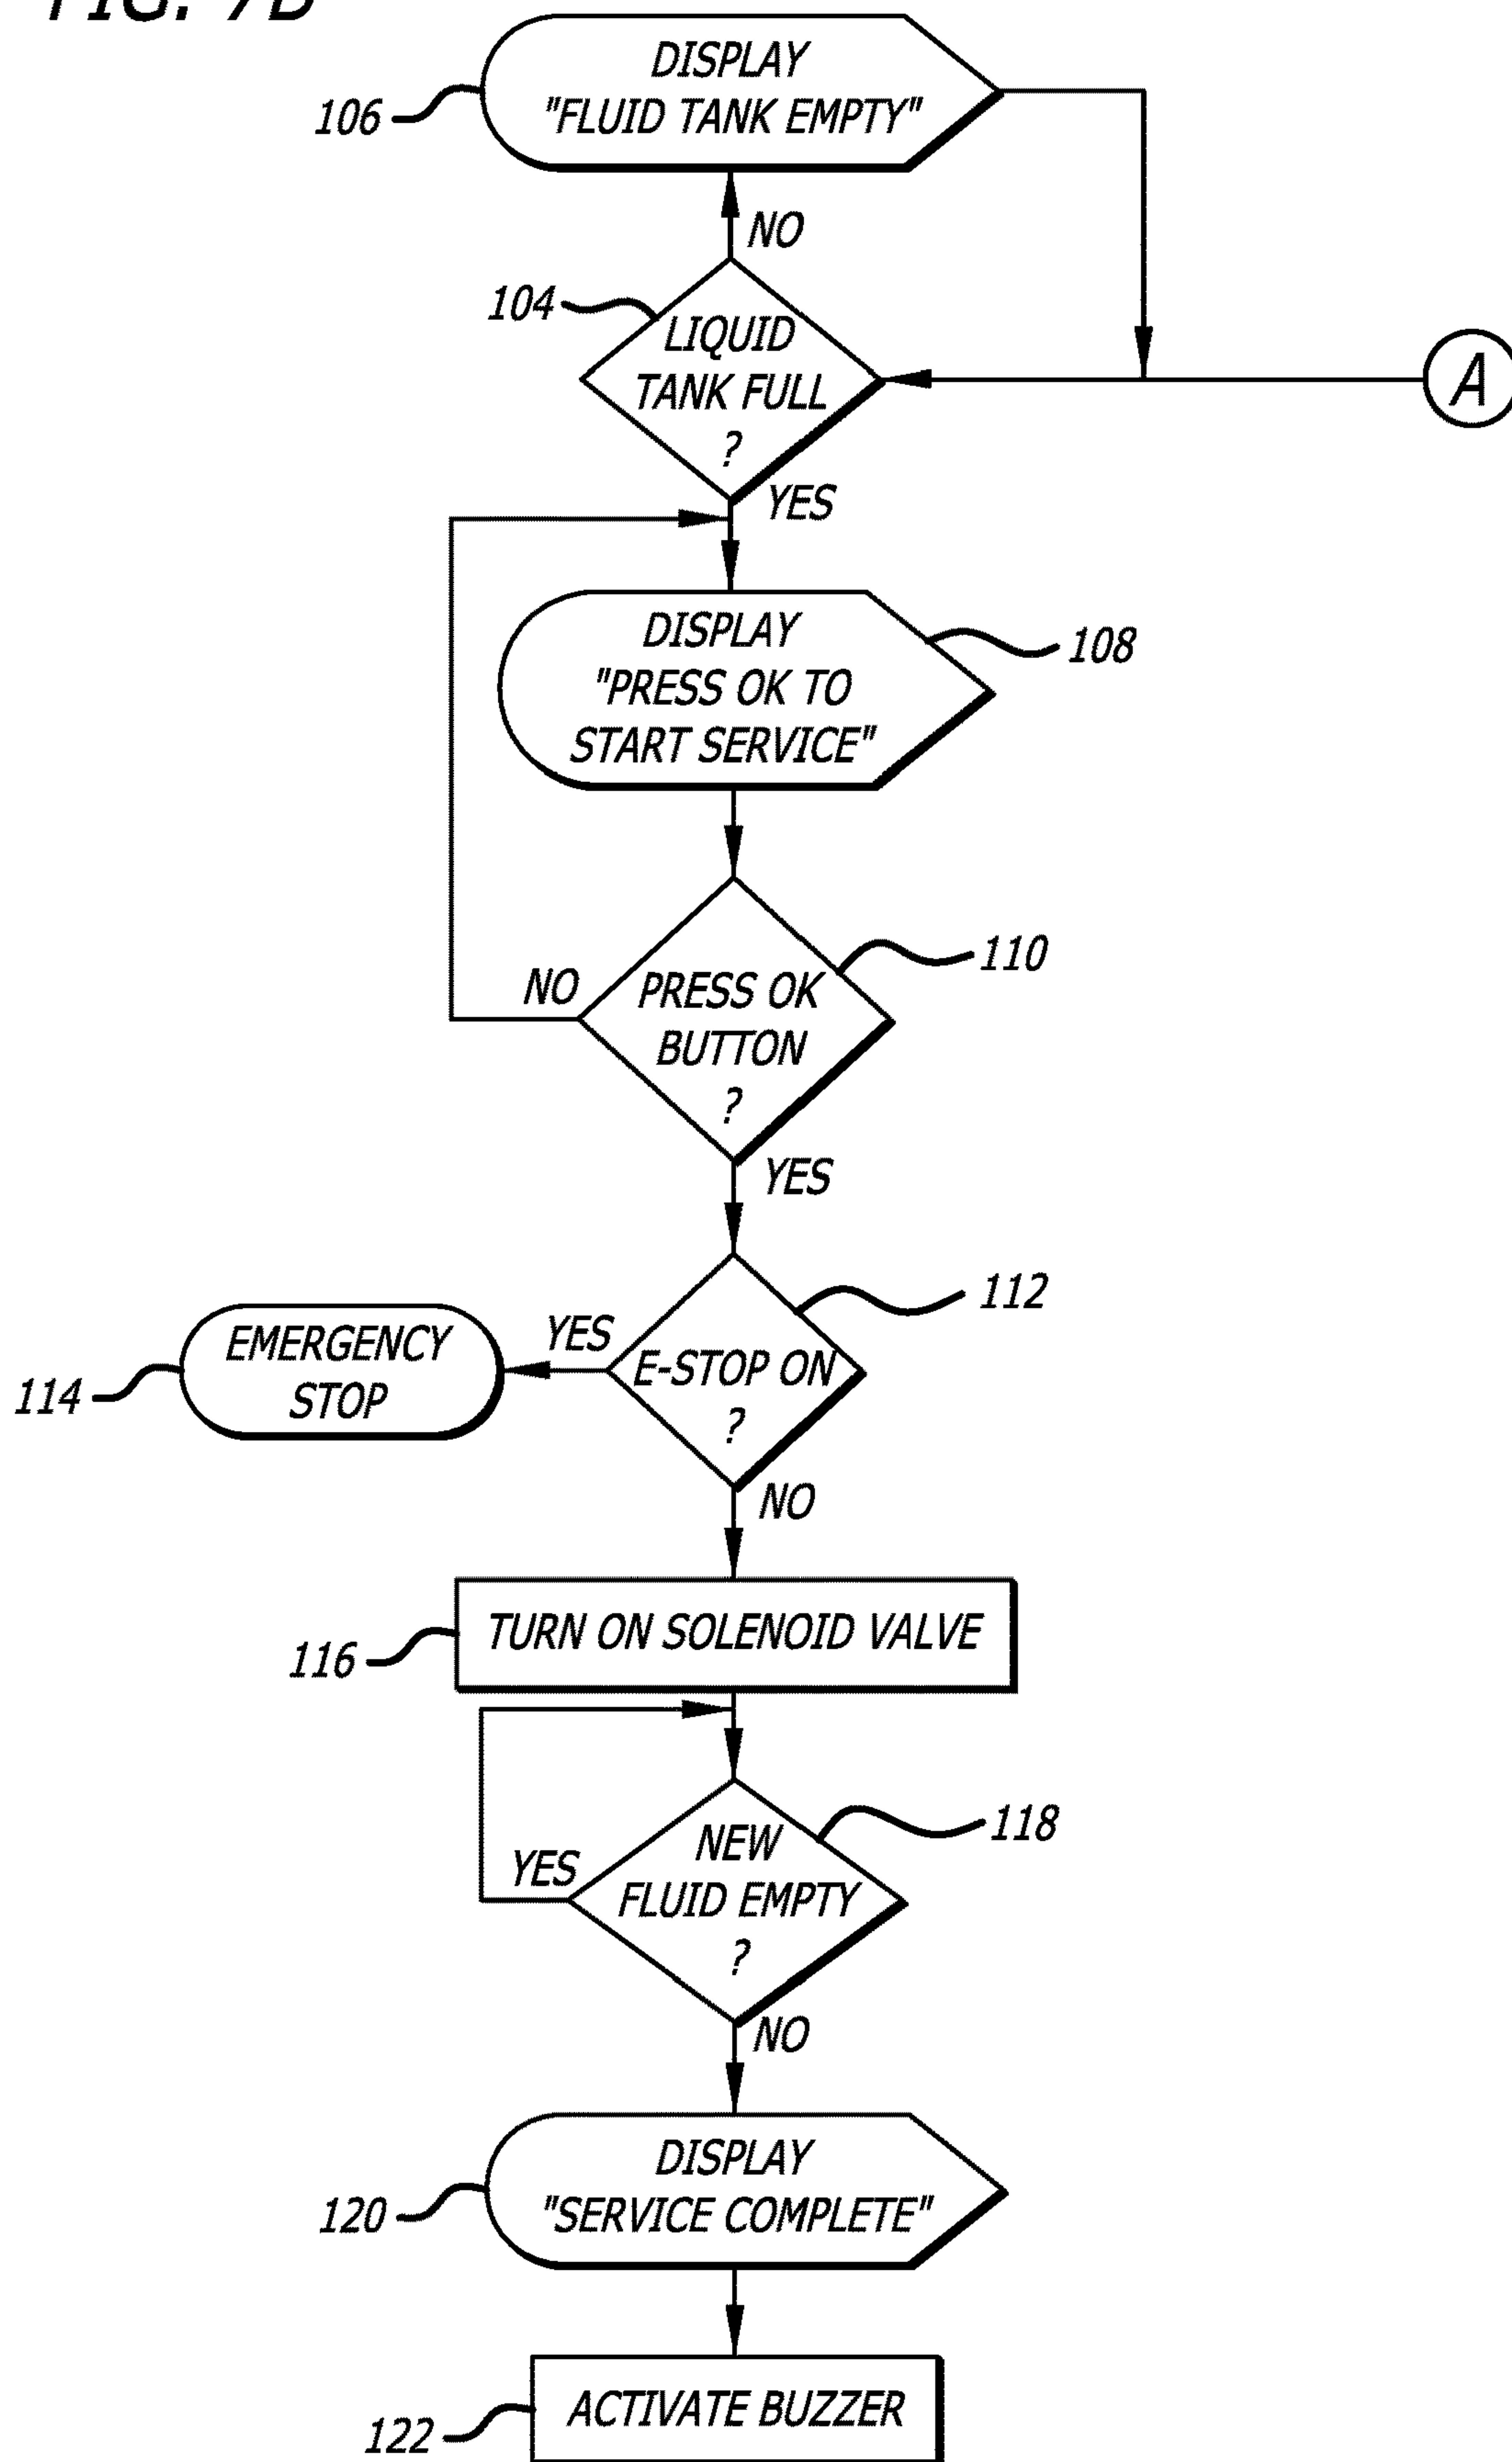 FIG. 7B
DISPLAY
"FLUID TANK EMPTY"
106
NO
104
LIQUID
TANK FULL
?
A
YES
DISPLAY
"PRESS OK TO
START SERVICE"
108
110
NO
PRESS OK
BUTTON
?
YES
112
EMERGENCY
STOP
114
YES
E-STOP ON
?
NO
TURN ON SOLENOID VALVE
116
118
YES
NEW
FLUID EMPTY
?
NO
DISPLAY
"SERVICE COMPLETE"
120
ACTIVATE BUZZER
122